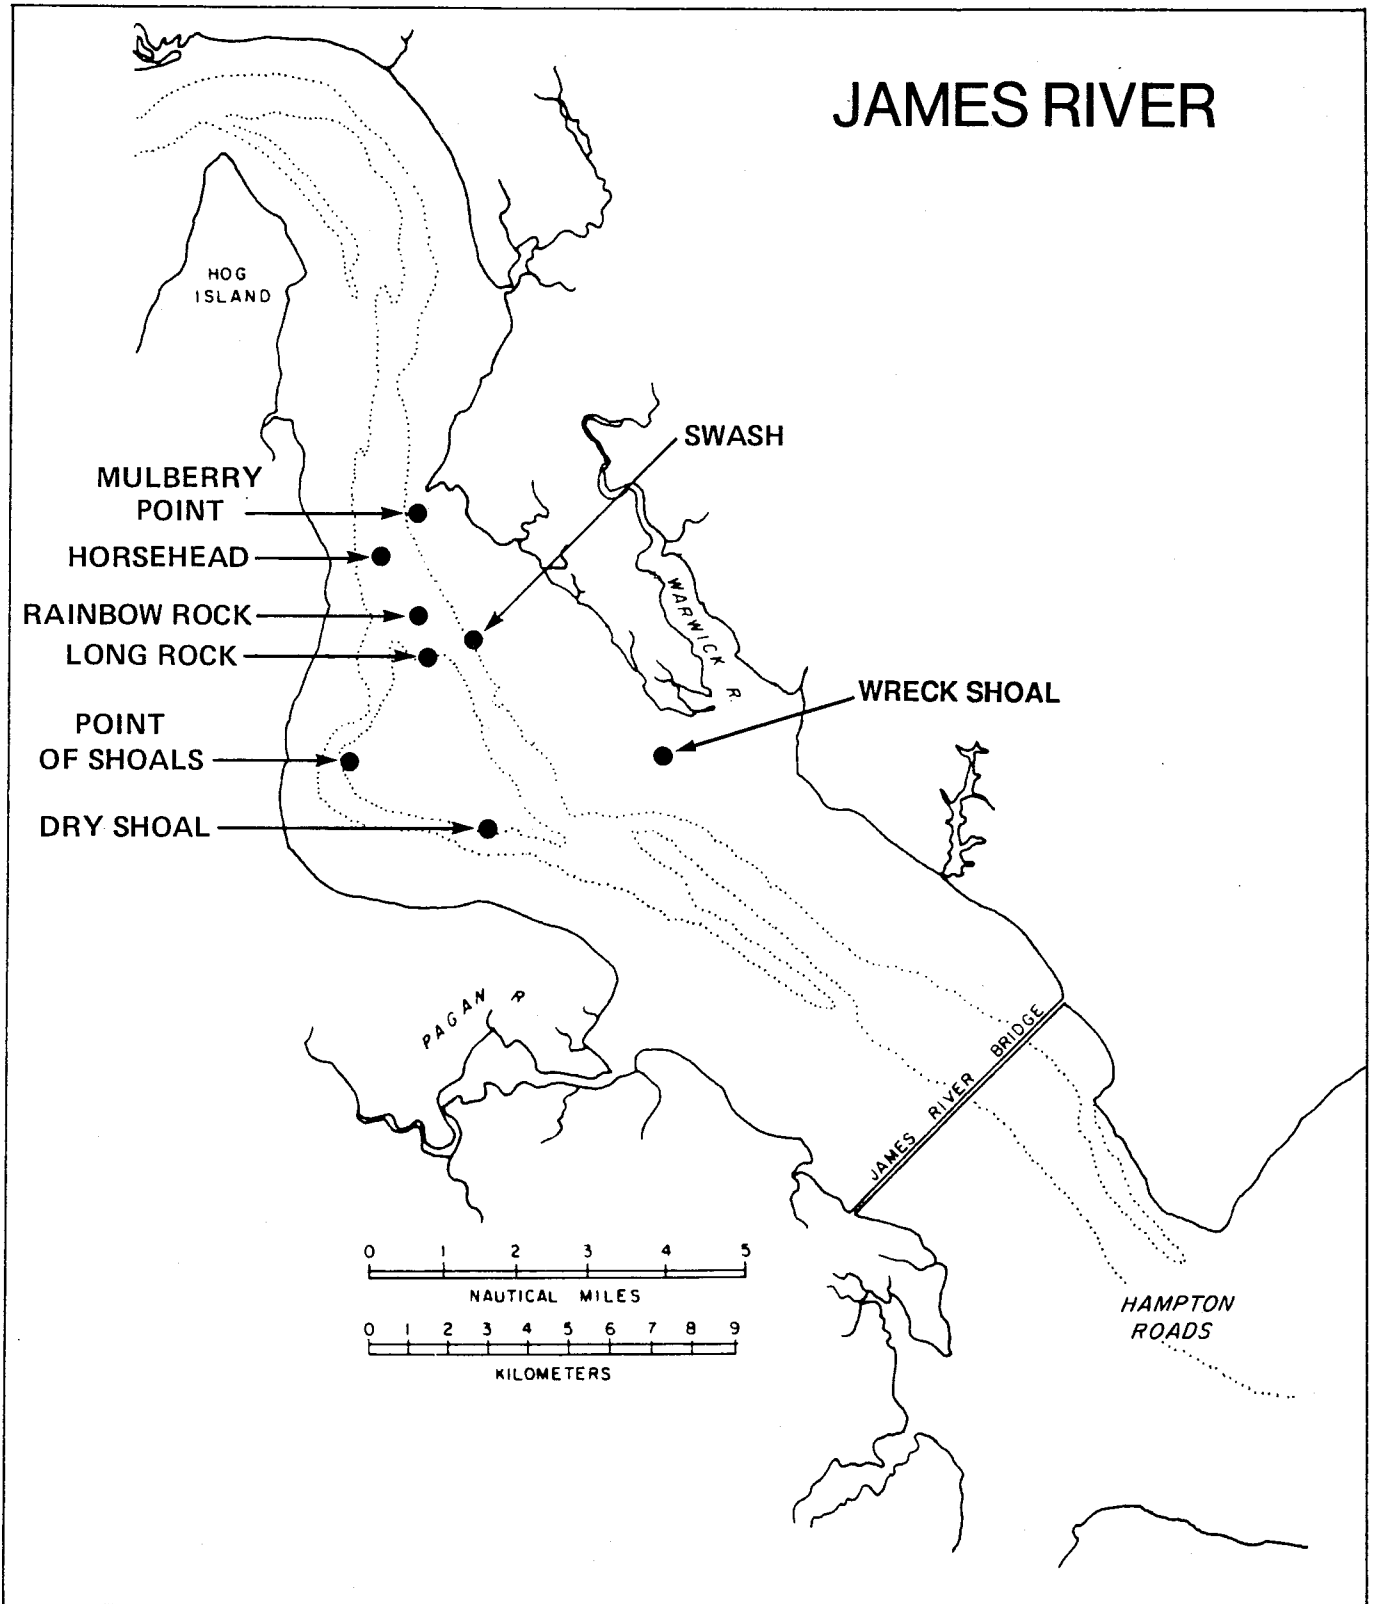 JAMES RIVER
HOG
ISLAND
SWASH
MULBERRY
POINT
HORSEHEAD
RAINBOW ROCK
LONG ROCK
WARWICK R.
WRECK SHOAL
POINT
OF SHOALS
DRY SHOAL
PAGAN R
JAMES RIVER BRIDGE
0 1 2 3 4 5
NAUTICAL MILES
0 1 2 3 4 5 6 7 8 9
KILOMETERS
HAMPTON
ROADS